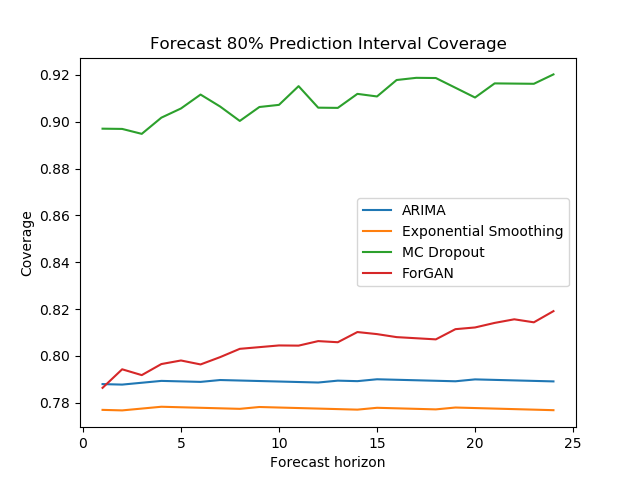 Forecast 80% Prediction Interval Coverage
Coverage
0.92
0.90
0.88
0.86
0.84
0.82
0.80
0.78
ARIMA
Exponential Smoothing
MC Dropout
ForGAN
0 5 10 15 20 25
Forecast horizon